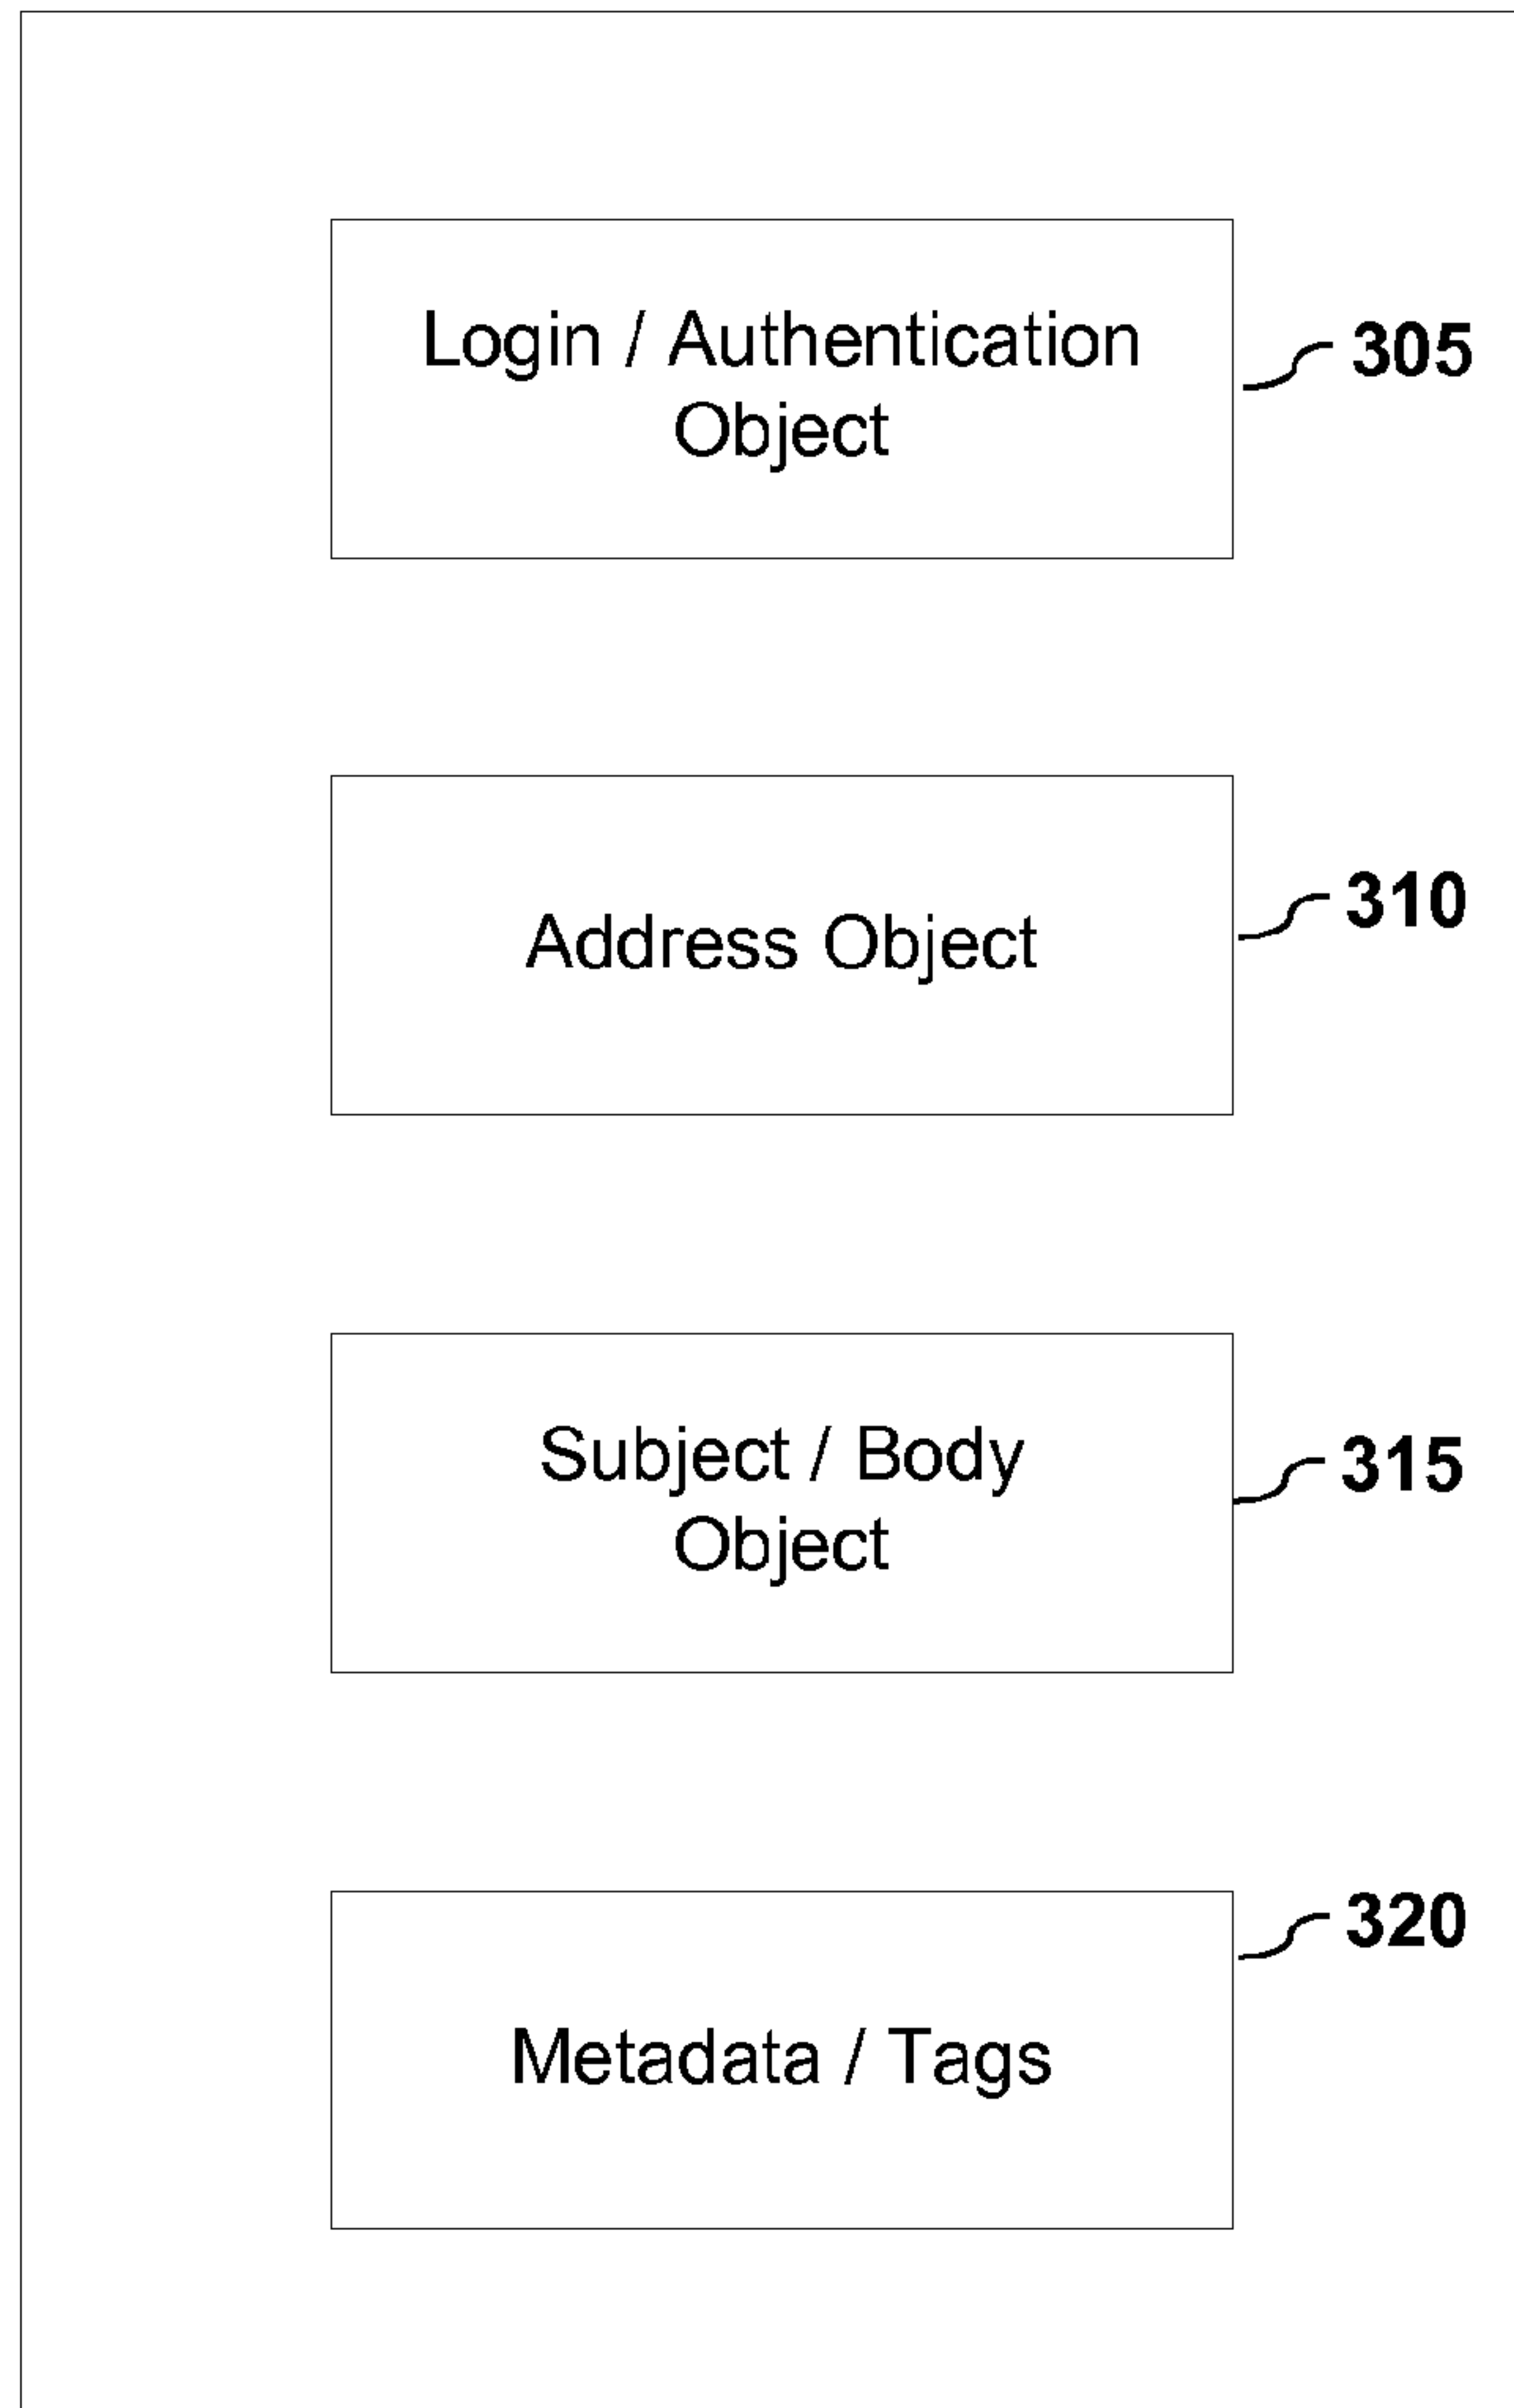 Login / Authentication
Object
305
Address Object
310
Subject / Body
Object
315
320
Metadata / Tags